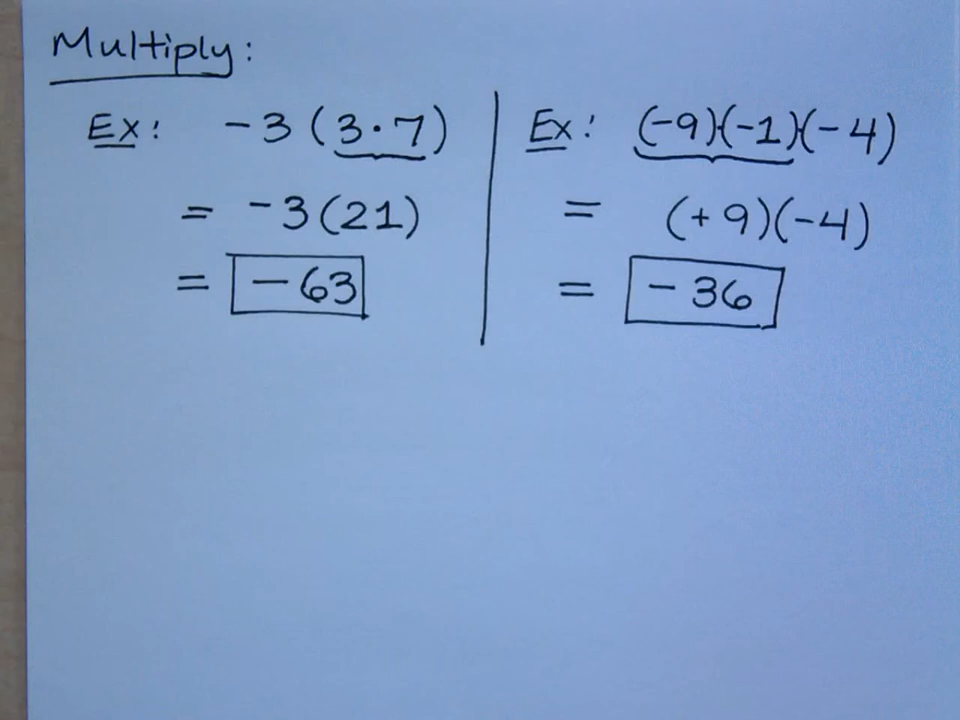 Multiply:
Ex: -3(3·7)
= -3(21)
= -63
Ex: (-9)·(-1)(-4)
= (+9)(-4)
= -36